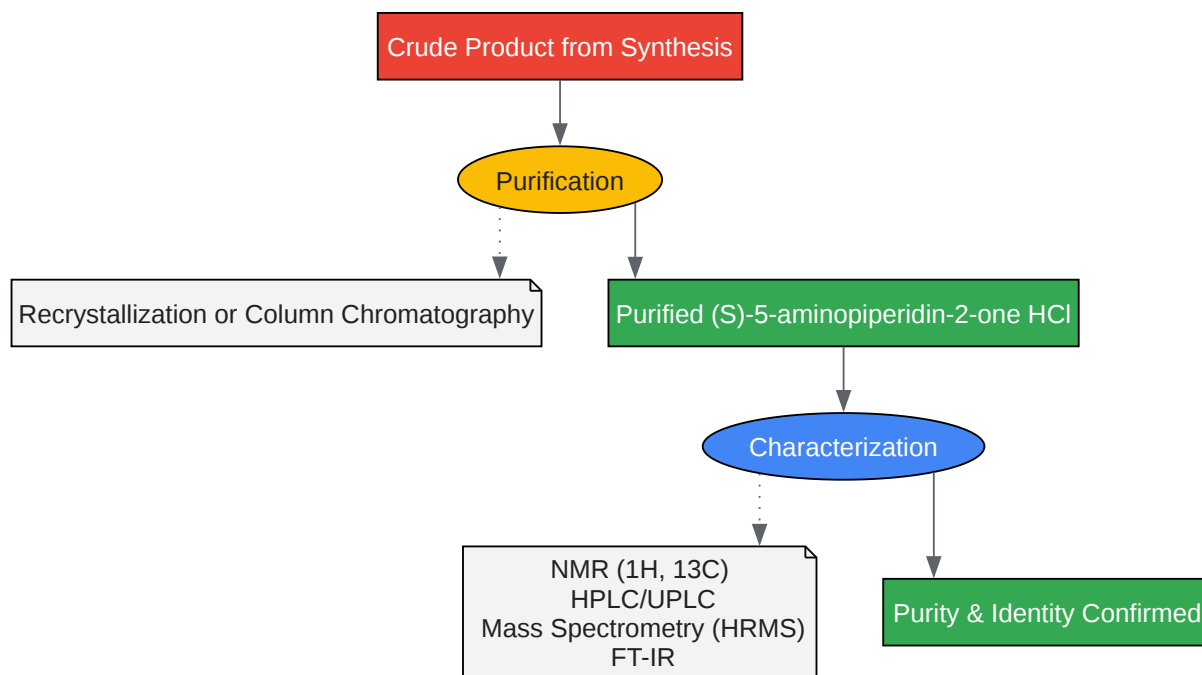 Crude Product from Synthesis
Purification
Recrystallization or Column Chromatography
Purified (S)-5-aminopiperidin-2-one HCl
Characterization
NMR (1H, 13C)
HPLC/UPLC
Mass Spectrometry (HRMS)
FT-IR
Purity & Identity Confirmed